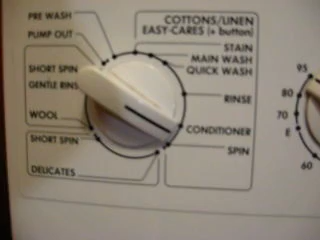 PRE WASH
PUMP OUT
SHORT SPIN
GENTLE RINS
WOOL
SHORT SPIN
DELICATES
COTTONS/LINEN
EASY-CARES (+ button)
STAIN
MAIN WASH
QUICK WASH
RINSE
CONDITIONER
SPIN
95
80
70
E
60